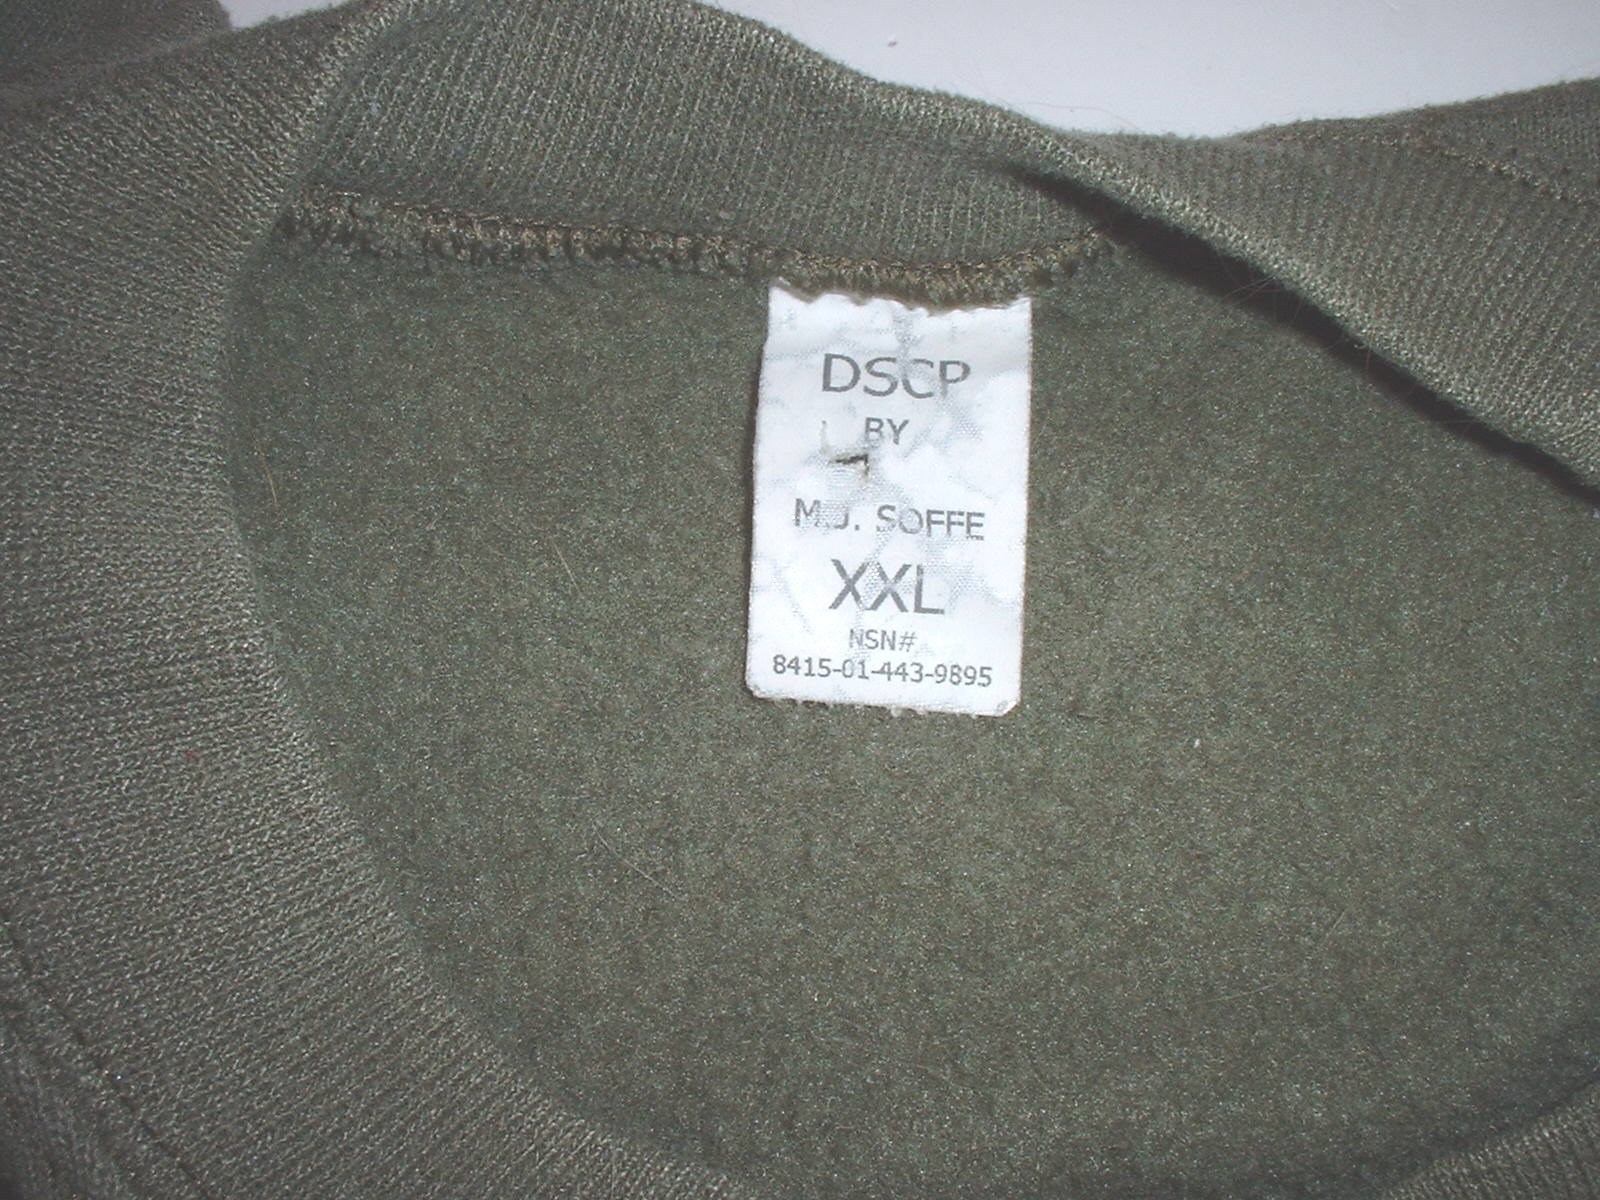 DSCP
BY
M.J. SOFFE
XXL
NSN#
8415-01-443-9895